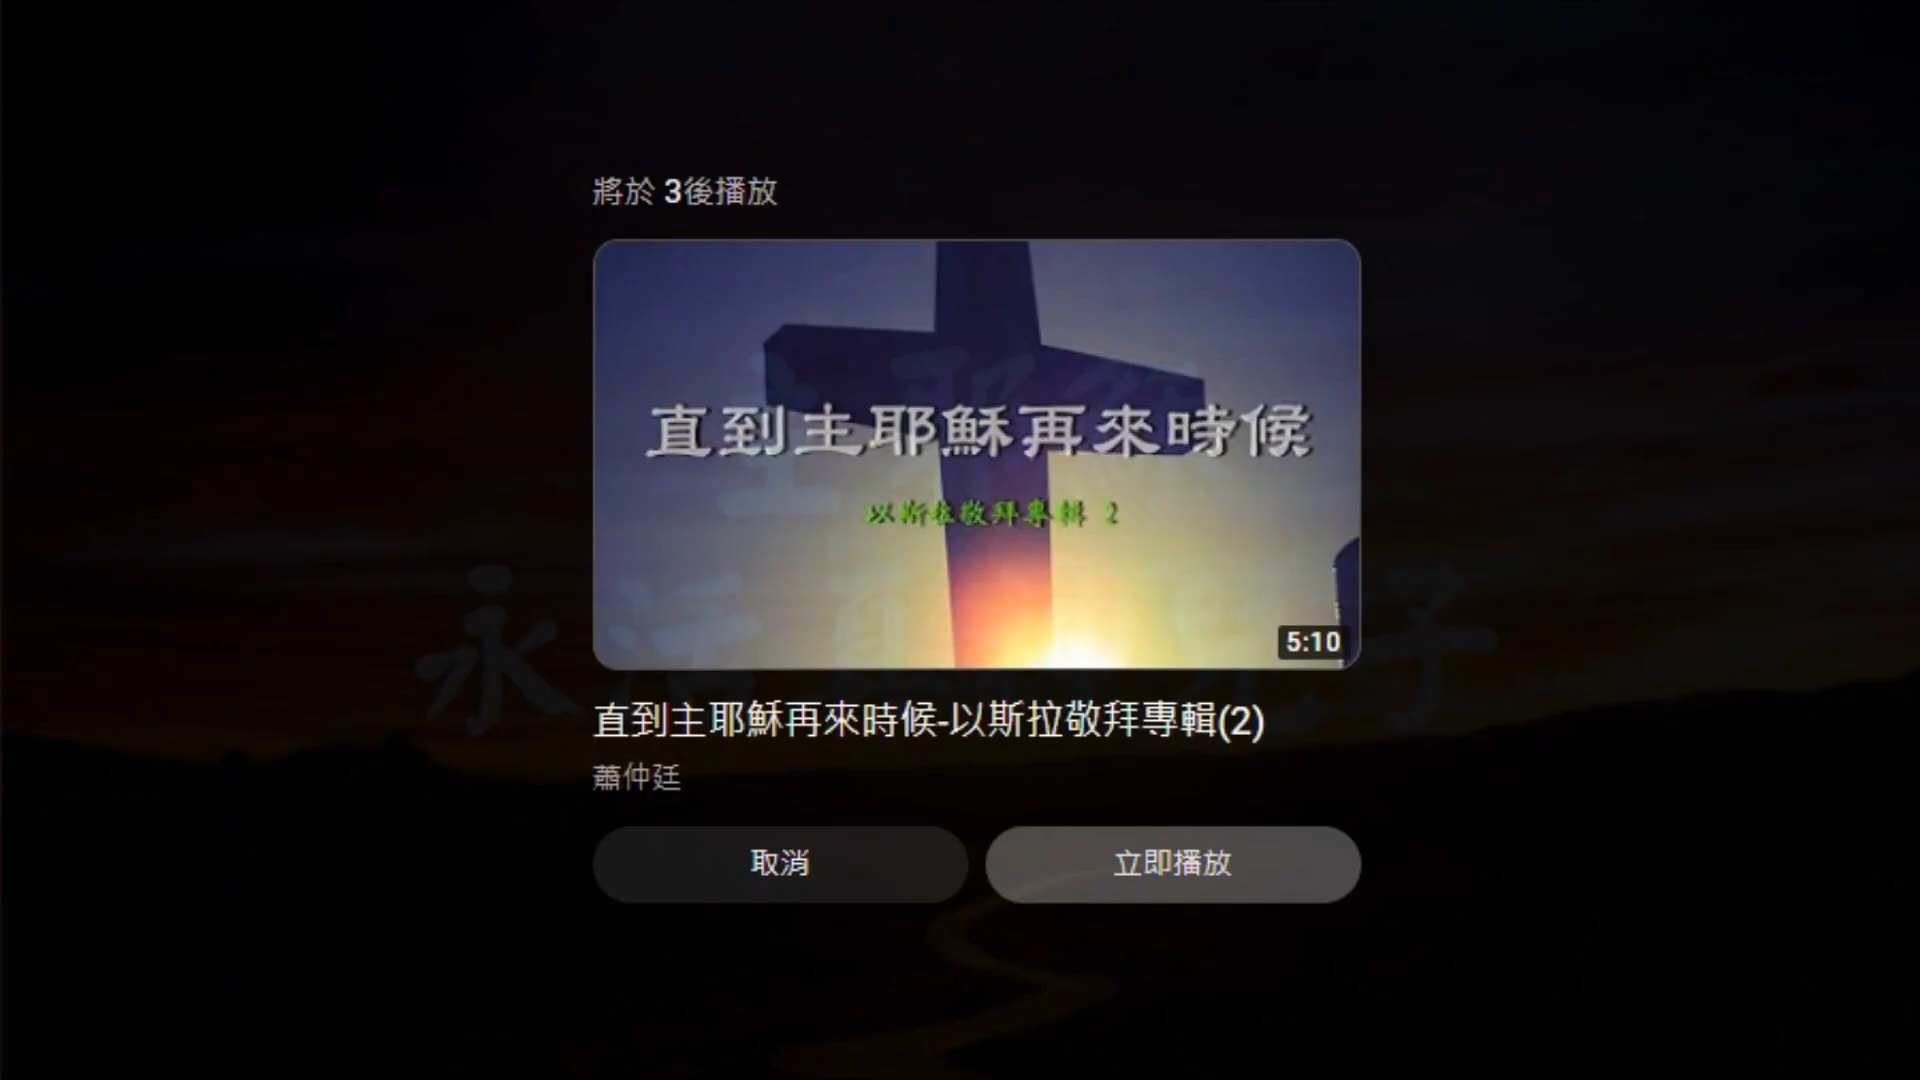 將於 3後播放
直到主耶穌再來時候
以斯拉敬拜專輯 2
5:10
直到主耶穌再來時候-以斯拉敬拜專輯(2)
蕭仲廷
取消
立即播放